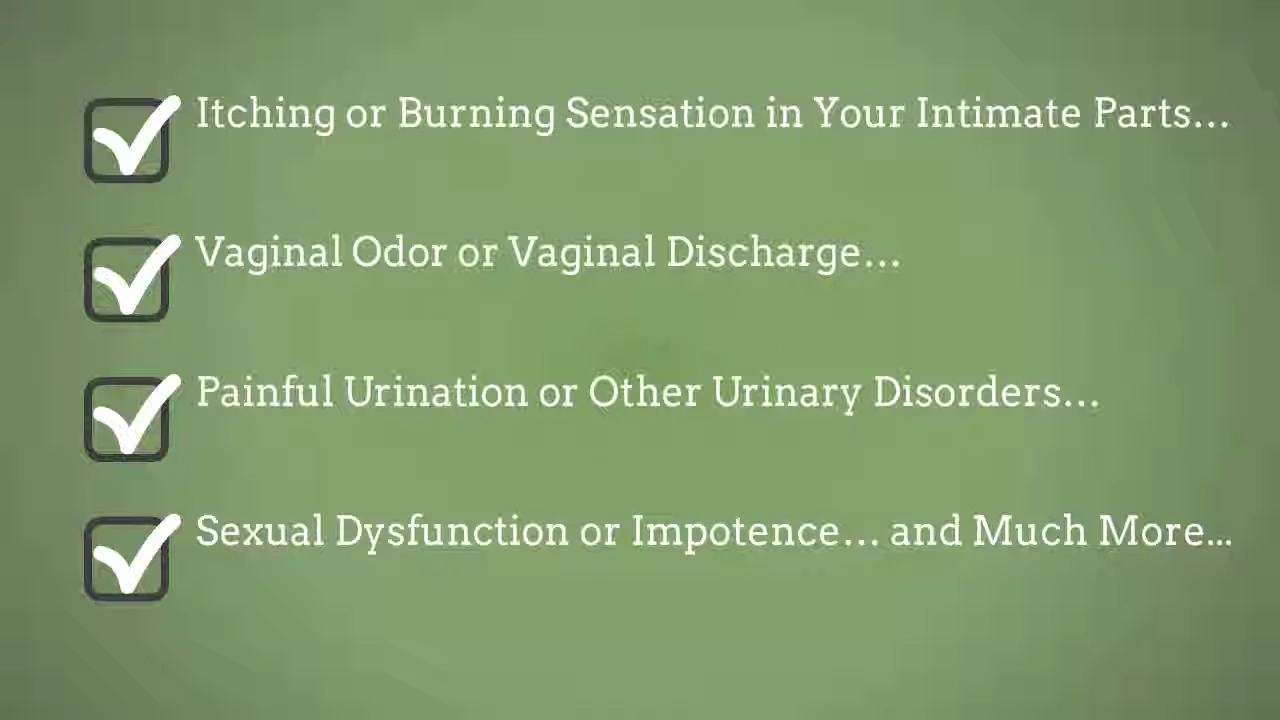 Itching or Burning Sensation in Your Intimate Parts...
Vaginal Odor or Vaginal Discharge...
Painful Urination or Other Urinary Disorders...
Sexual Dysfunction or Impotence... and Much More...